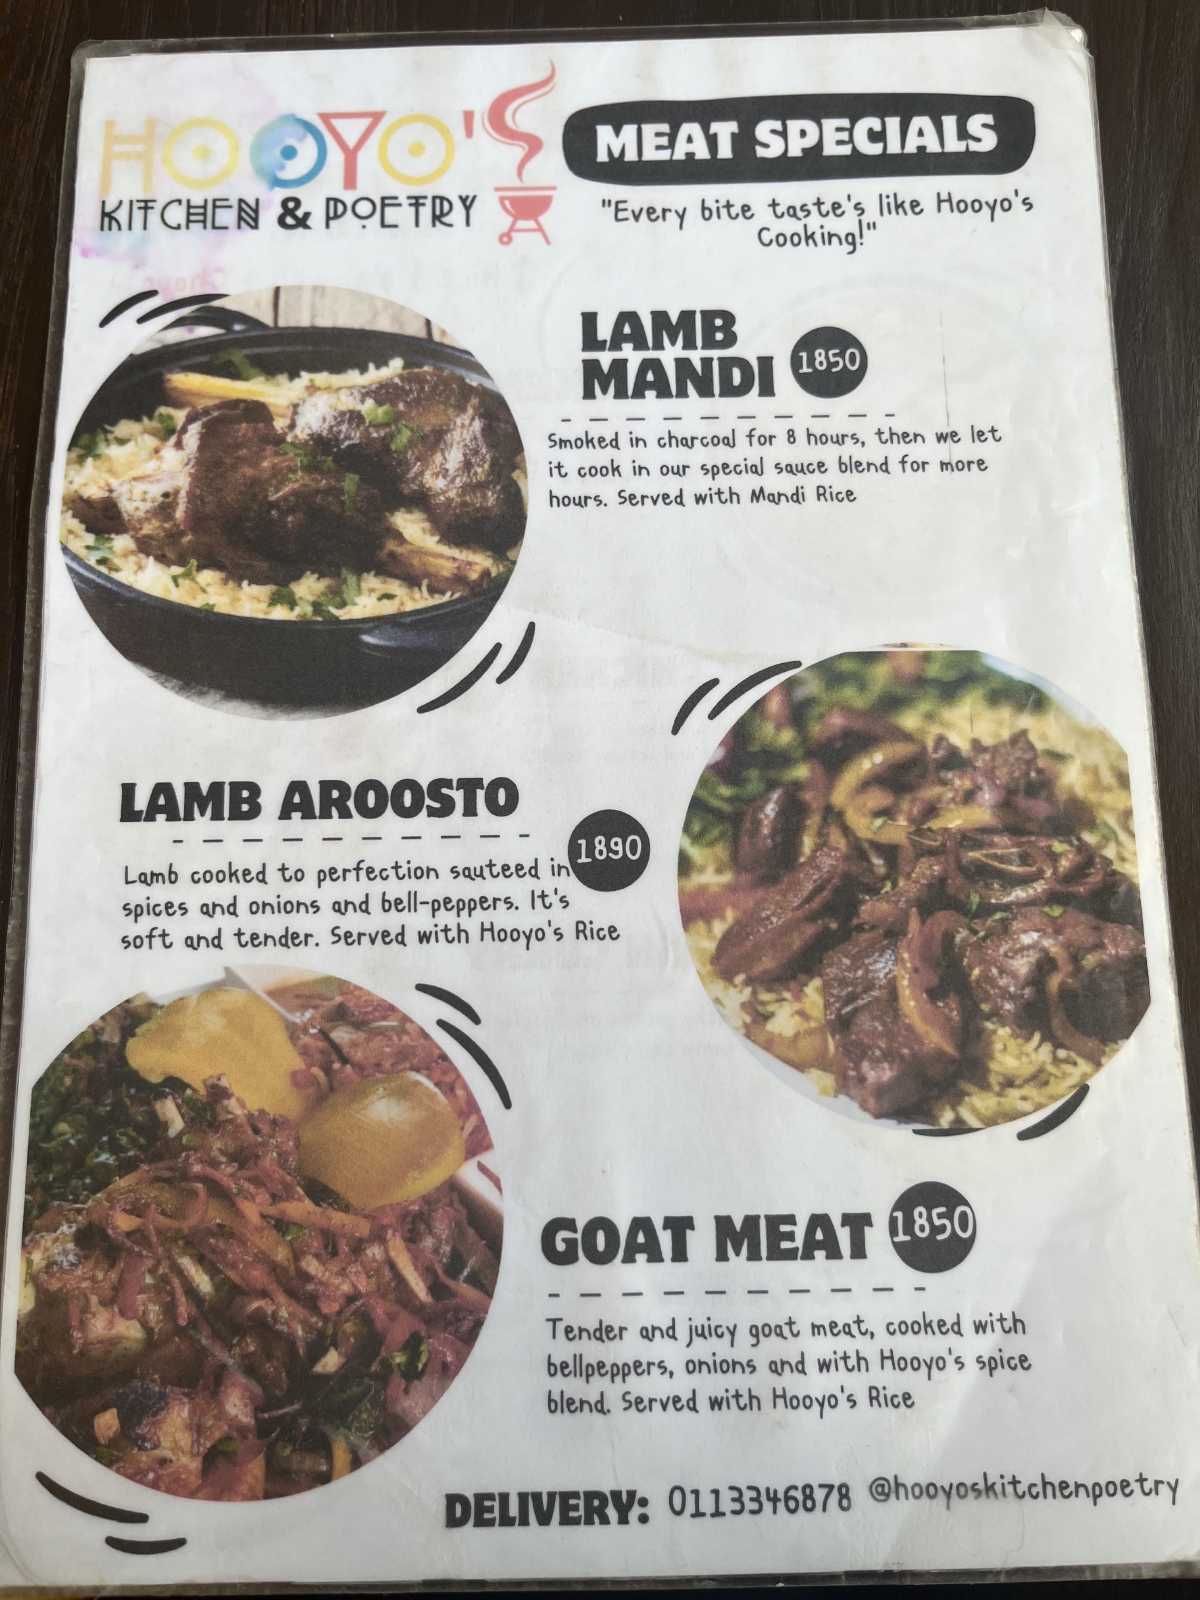 HOOYO'S
KITCHEN & POETRY
MEAT SPECIALS
"Every bite taste's like Hooyo's
Cooking!"
LAMB
MANDI
1850
Smoked in charcoal for 8 hours, then we let
it cook in our special sauce blend for more
hours. Served with Mandi Rice
LAMB AROOSTO
1890
Lamb cooked to perfection sauteed in
spices and onions and bell-peppers. It's
soft and tender. Served with Hooyo's Rice
GOAT MEAT
1850
Tender and juicy goat meat, cooked with
bellpeppers, onions and with Hooyo's spice
blend. Served with Hooyo's Rice
DELIVERY: 0113346878 @hooyoskitchenpoetry